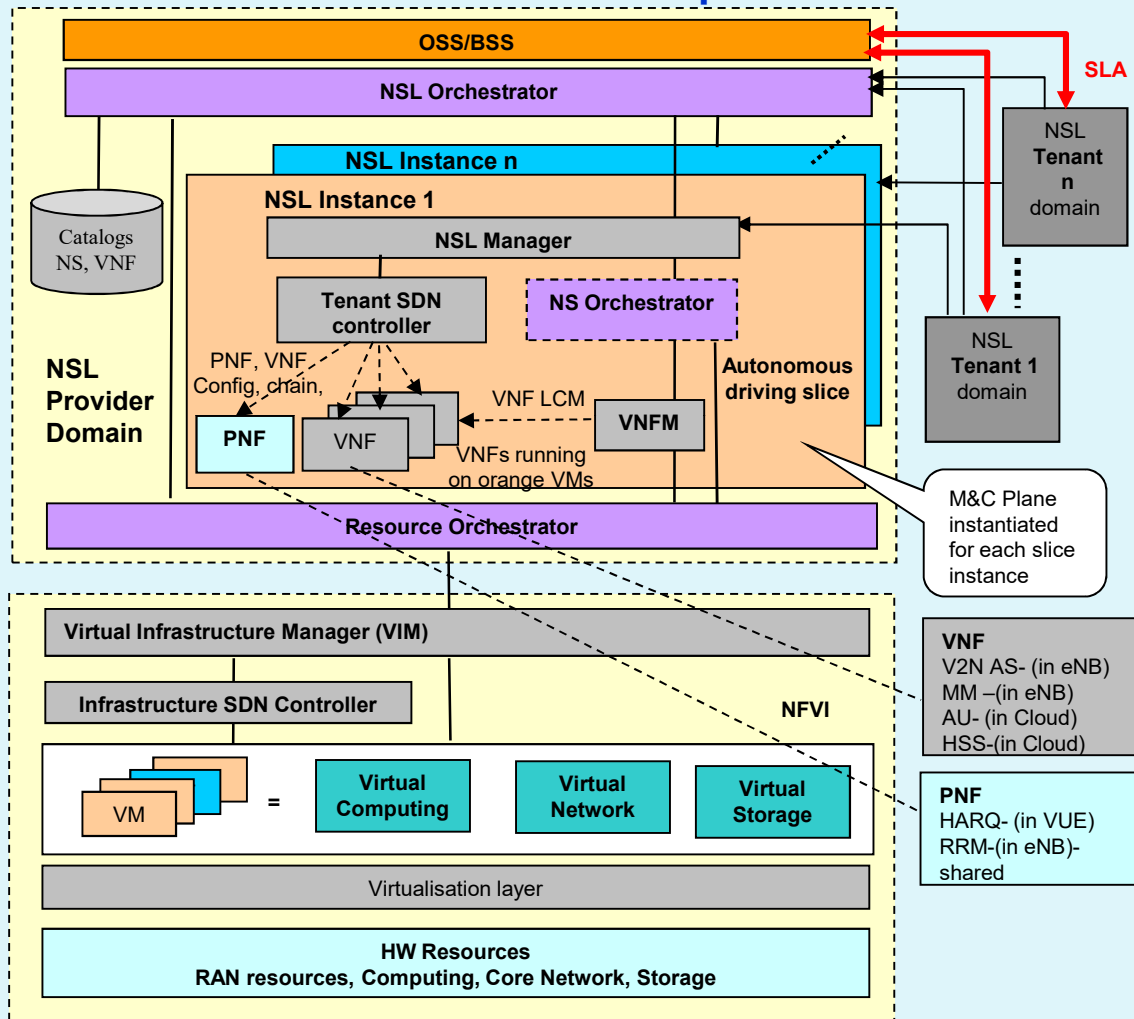 OSS/BSS
NSL Orchestrator
SLA
NSL
Tenant
n
domain
NSL Instance n
NSL Instance 1
NSL Manager
Catalogs
NS, VNF
Tenant SDN
controller
NS Orchestrator
NSL
Tenant 1
domain
NSL
Provider
Domain
PNF, VNF
Config, chain,
Autonomous
driving slice
VNF LCM
PNF
VNF
VNFM
VNFs running
on orange VMs
M&C Plane
instantiated
for each slice
instance
Resource Orchestrator
Virtual Infrastructure Manager (VIM)
Infrastructure SDN Controller
NFVI
VNF
V2N AS- (in eNB)
MM –(in eNB)
AU- (in Cloud)
HSS-(in Cloud)
VM
=
Virtual
Computing
Virtual
Network
Virtual
Storage
PNF
HARQ- (in VUE)
RRM-(in eNB)-
shared
Virtualisation layer
HW Resources
RAN resources, Computing, Core Network, Storage